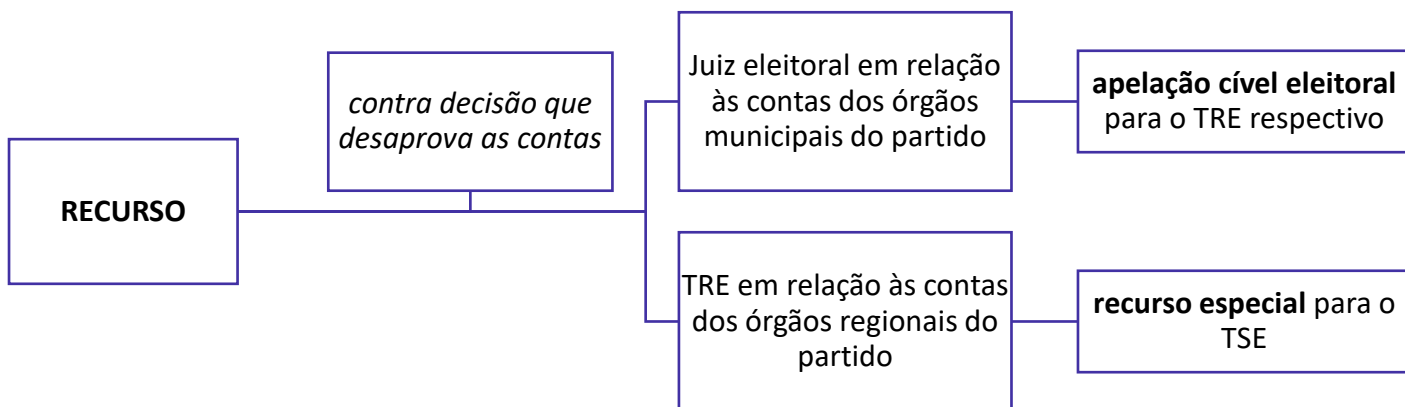 RECURSO
contra decisão que
desaprova as contas
Juiz eleitoral em relação
às contas dos órgãos
municipais do partido
apelação cível eleitoral
para o TRE respectivo
TRE em relação às contas
dos órgãos regionais do
partido
recurso especial para o
TSE